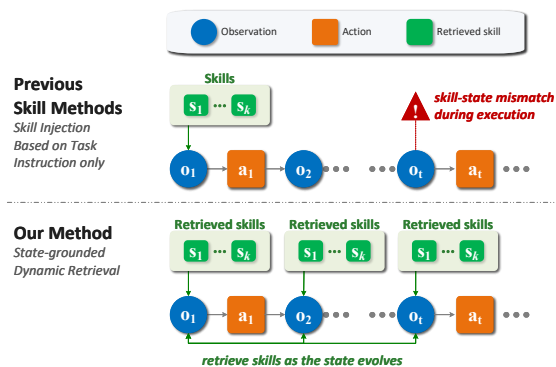 Observation
Action
Retrieved skill
Previous
Skill Methods
Skill Injection
Based on Task
Instruction only
Skills
s1 ... sk
skill-state mismatch
during execution
!
o1
a1
o2
ot
at
Our Method
State-grounded
Dynamic Retrieval
Retrieved skills
Retrieved skills
Retrieved skills
s1 ... sk
s1 ... sk
s1 ... sk
o1
a1
o2
ot
at
retrieve skills as the state evolves